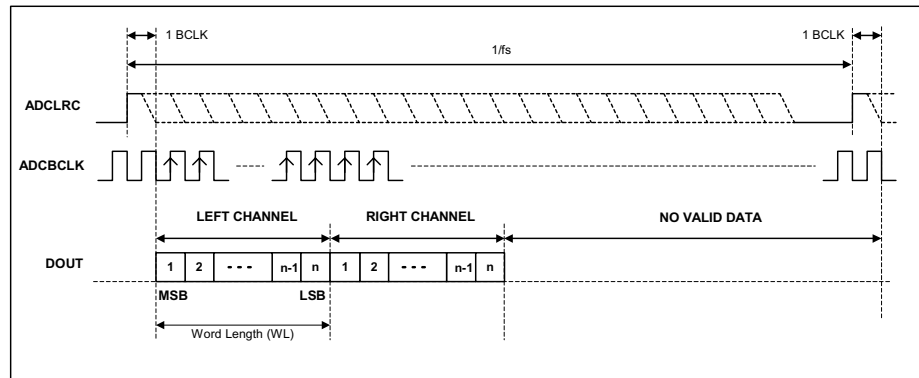 1 BCLK
1 BCLK
1/fs
ADCLRC
ADCBCLK
LEFT CHANNEL
RIGHT CHANNEL
NO VALID DATA
DOUT
1 2 - - - n-1 n 1 2 - - - n-1 n
MSB
LSB
Word Length (WL)